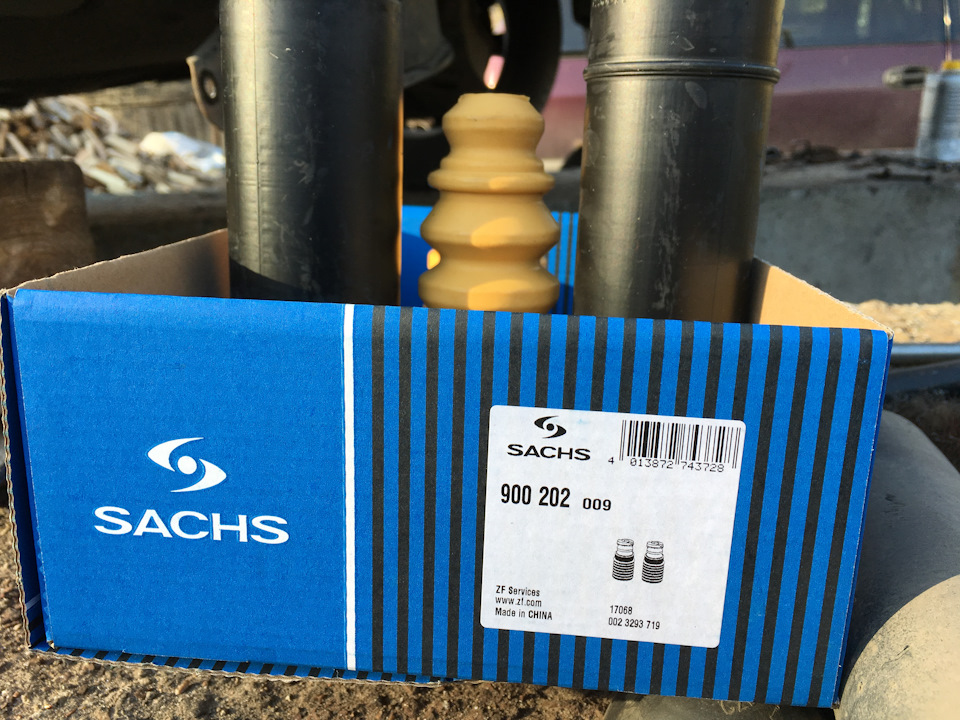 SACHS
SACHS
4 013872 743728
900 202 009
ZF Services
www.zf.com
Made in CHINA
17068
002 3293 719